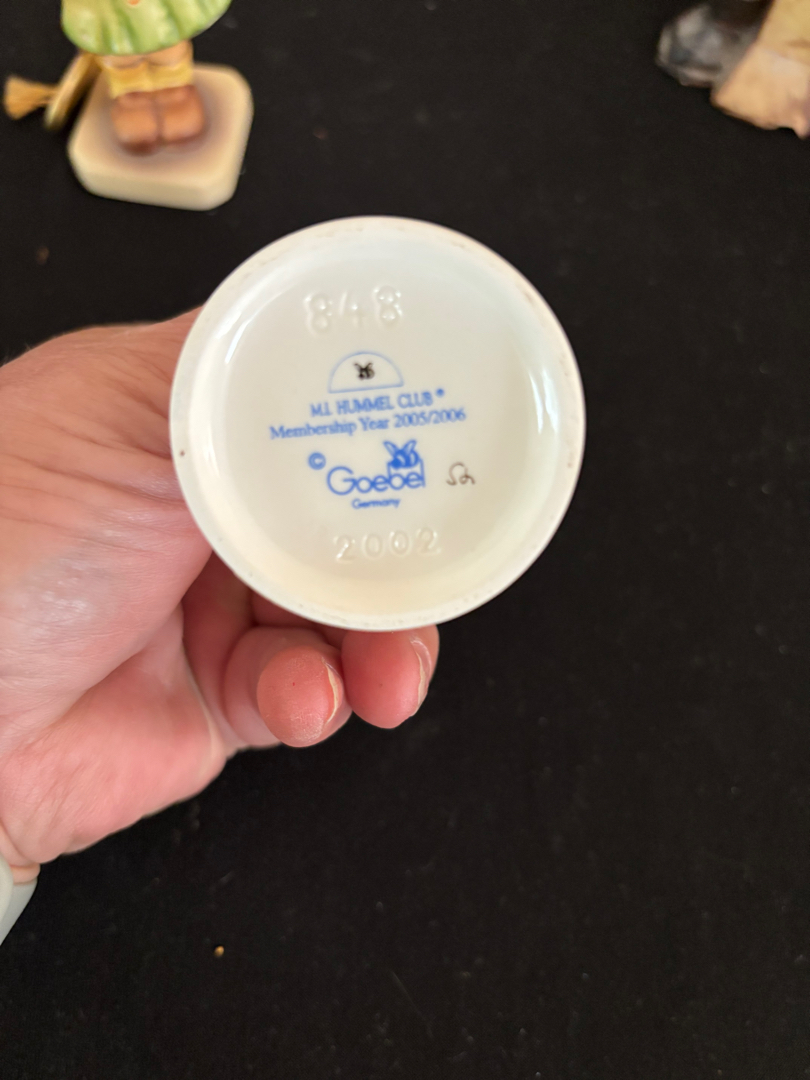 848
M.I. HUMMEL CLUB®
Membership Year 2005/2006
© Goebel
Germany
2002